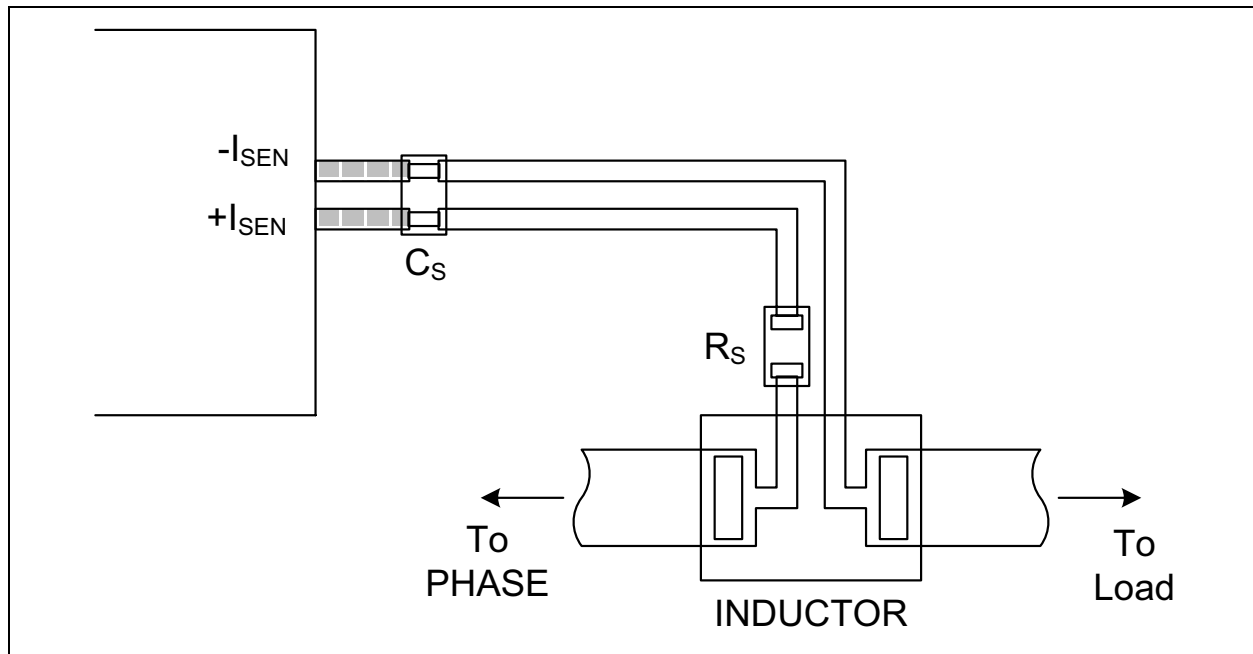 -ISEN
+ISEN
CS
RS
To
PHASE
To
Load
INDUCTOR